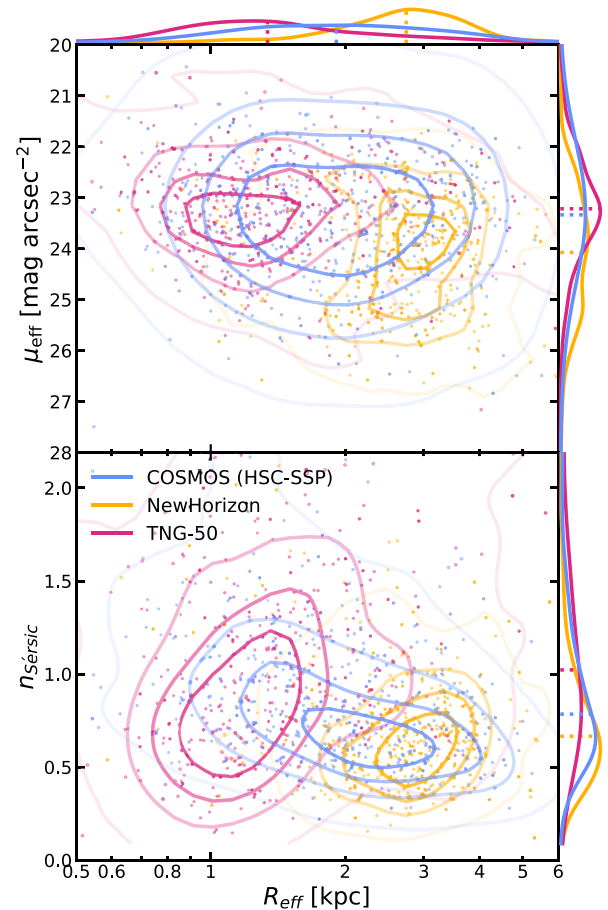 20
21
22
23
24
25
26
27
28
μeff [mag arcsec−2]
COSMOS (HSC-SSP)
NewHorizon
TNG-50
2.0
1.5
1.0
0.5
0.0
nSérsic
0.5 0.6 0.8 1 2 3 4 5 6
Reff [kpc]